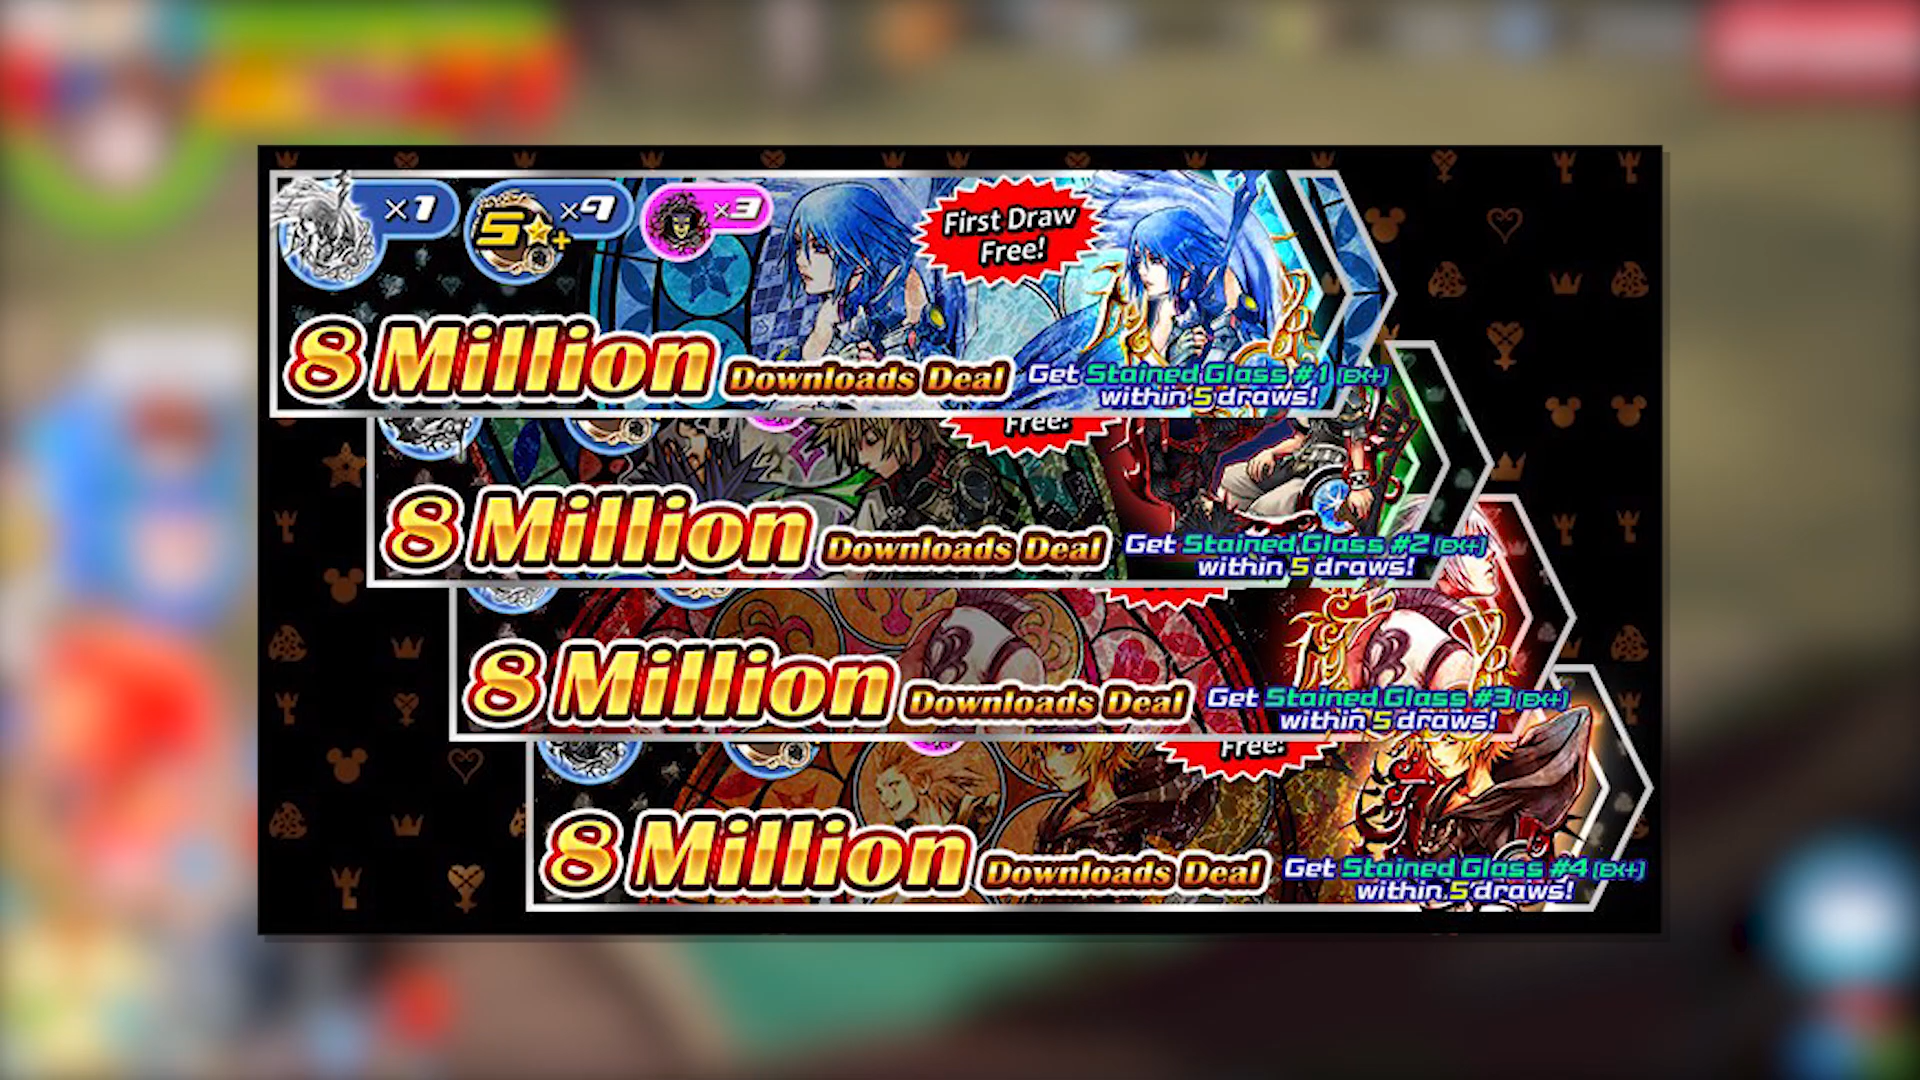 ×1 5★+ ×9 ×3
First Draw
Free!
8 Million Downloads Deal
Get Stained Glass #1 (EX+)
within 5 draws!
Free!
8 Million Downloads Deal
Get Stained Glass #2 (EX+)
within 5 draws!
8 Million Downloads Deal
Get Stained Glass #3 (EX+)
within 5 draws!
Free!
8 Million Downloads Deal
Get Stained Glass #4 (EX+)
within 5 draws!